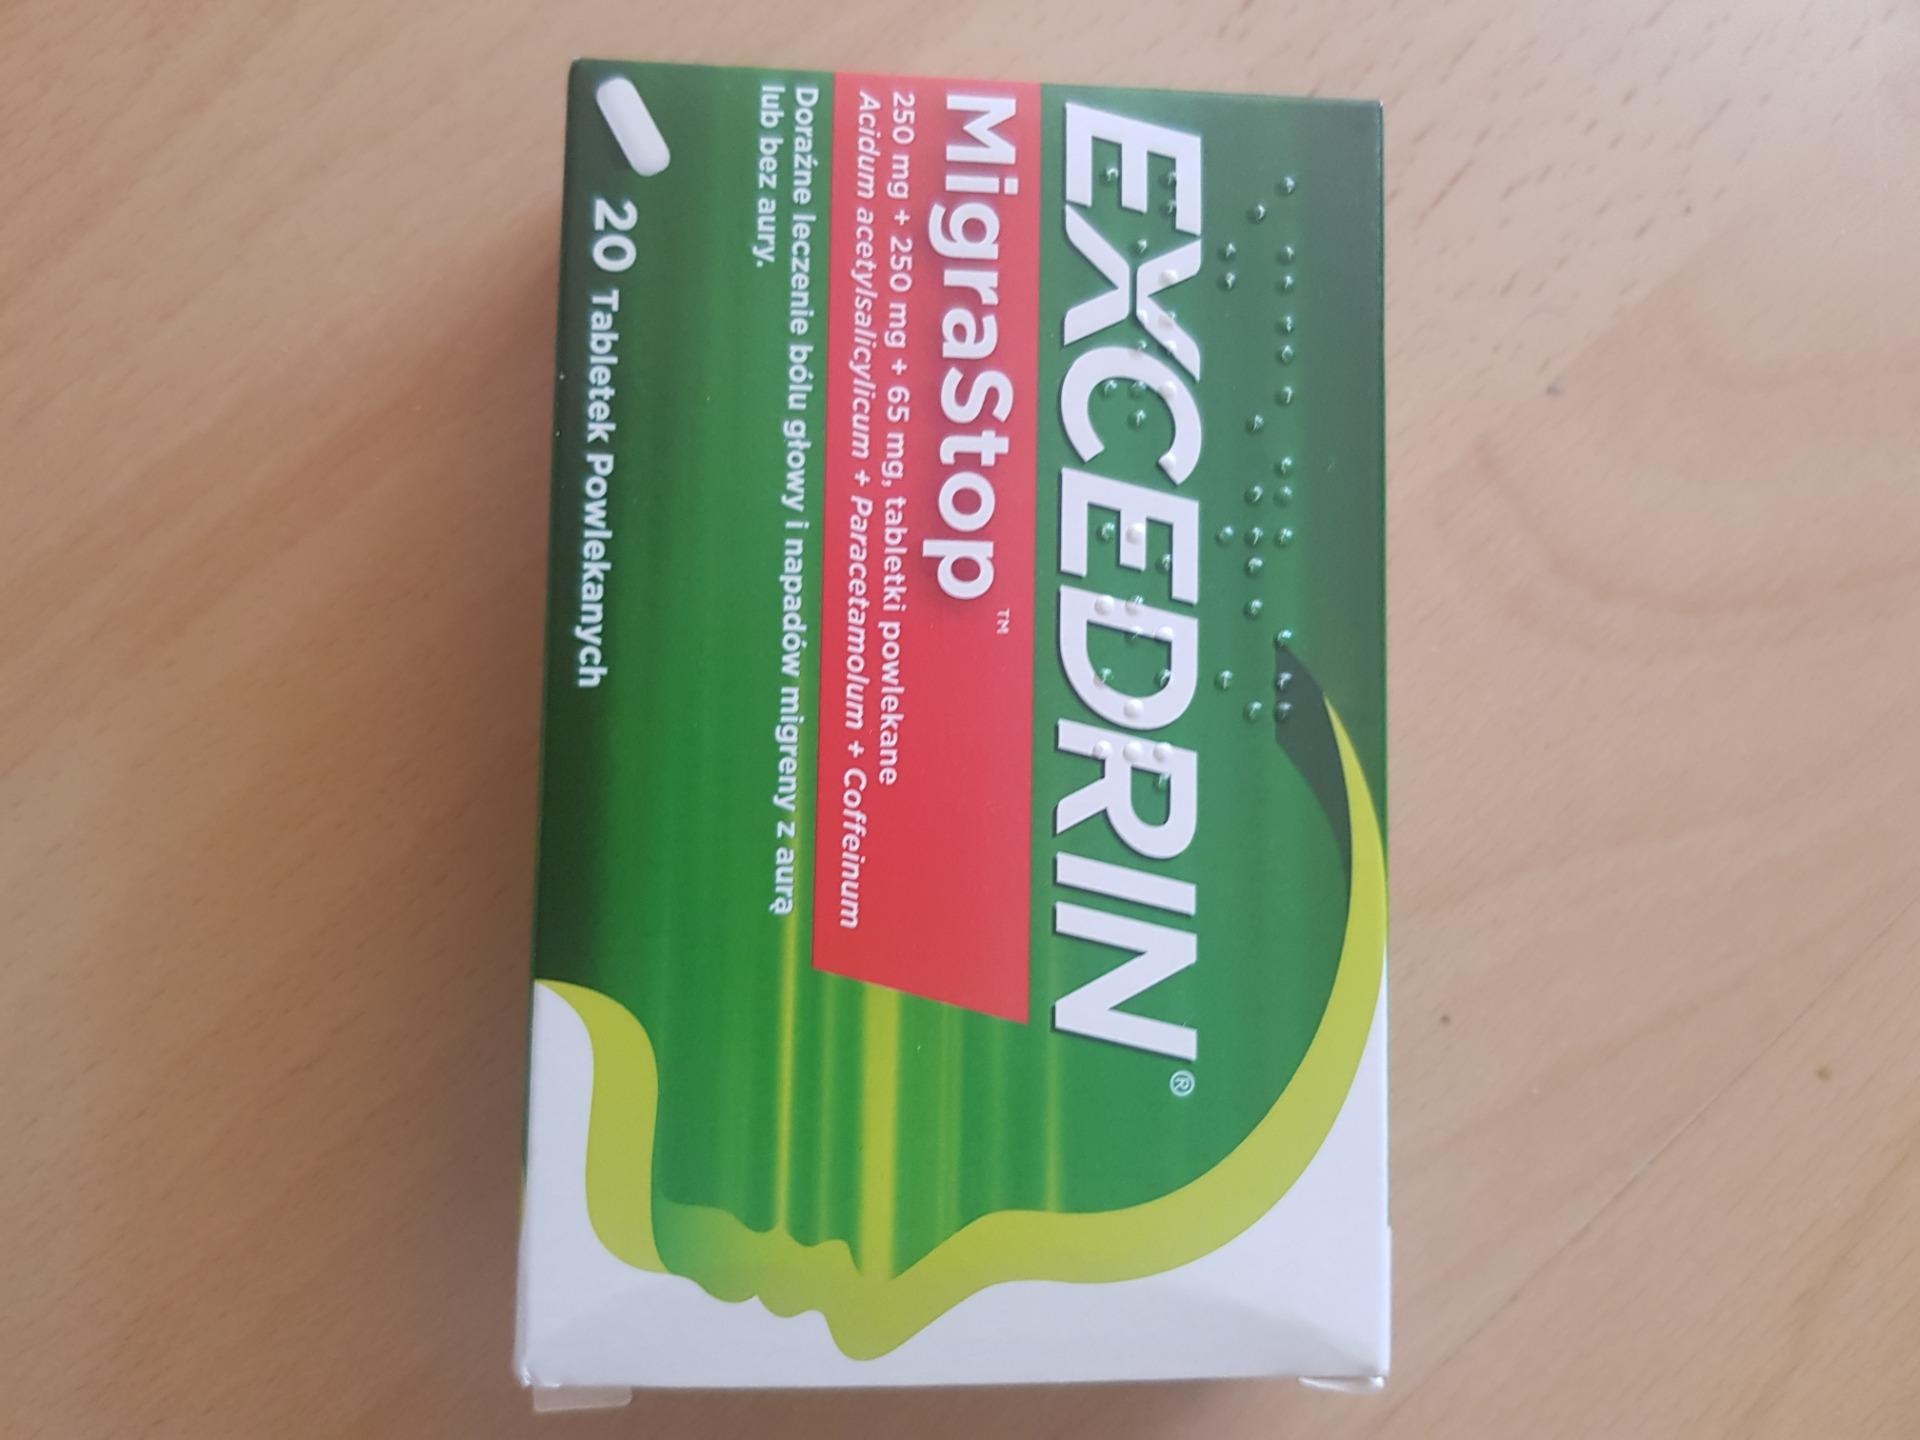 EXCEDRIN®
MigraStop™
250 mg + 250 mg + 65 mg, tabletki powlekane
Acidum acetylsalicylicum + Paracetamolum + Coffeinum
Doraźne leczenie bólu głowy i napadów migreny z aurą
lub bez aury.
20 Tabletek Powlekanych